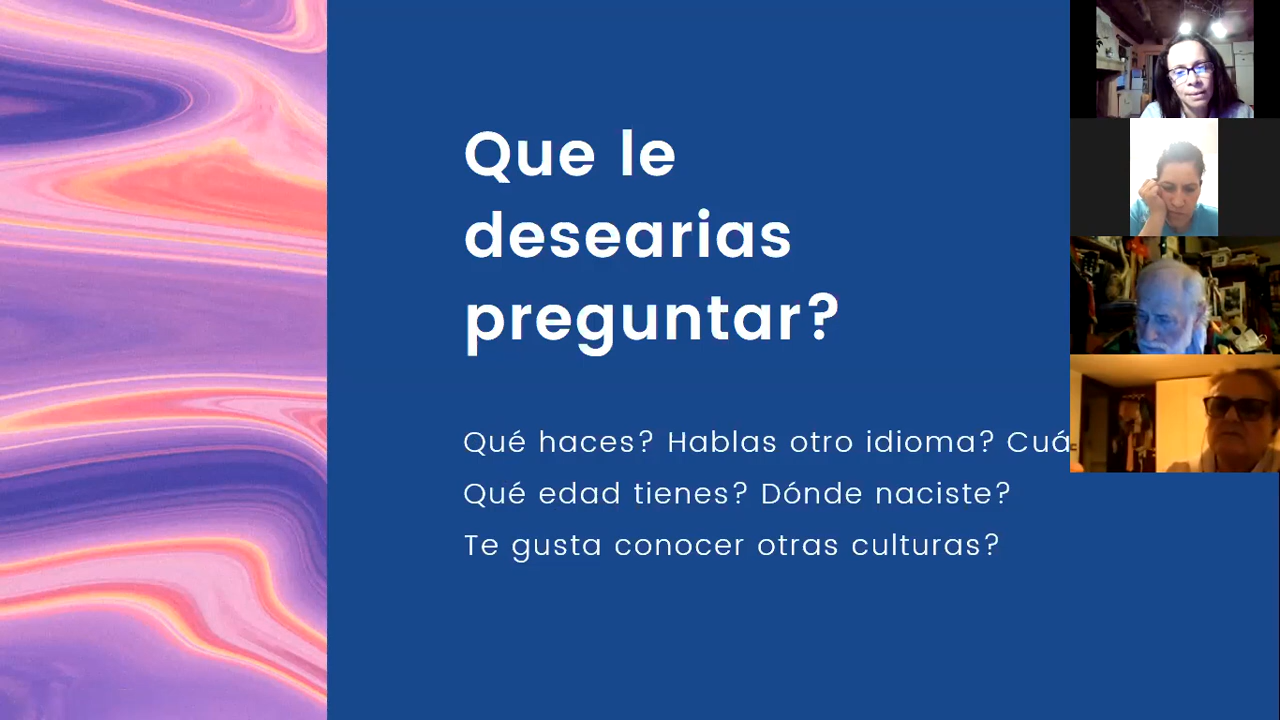 Que le
desearias
preguntar?
Qué haces? Hablas otro idioma? Cuá
Qué edad tienes? Dónde naciste?
Te gusta conocer otras culturas?